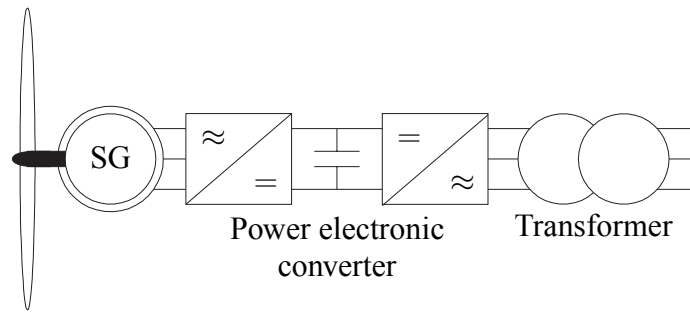 SG
≈
=
=
≈
Power electronic
converter
Transformer